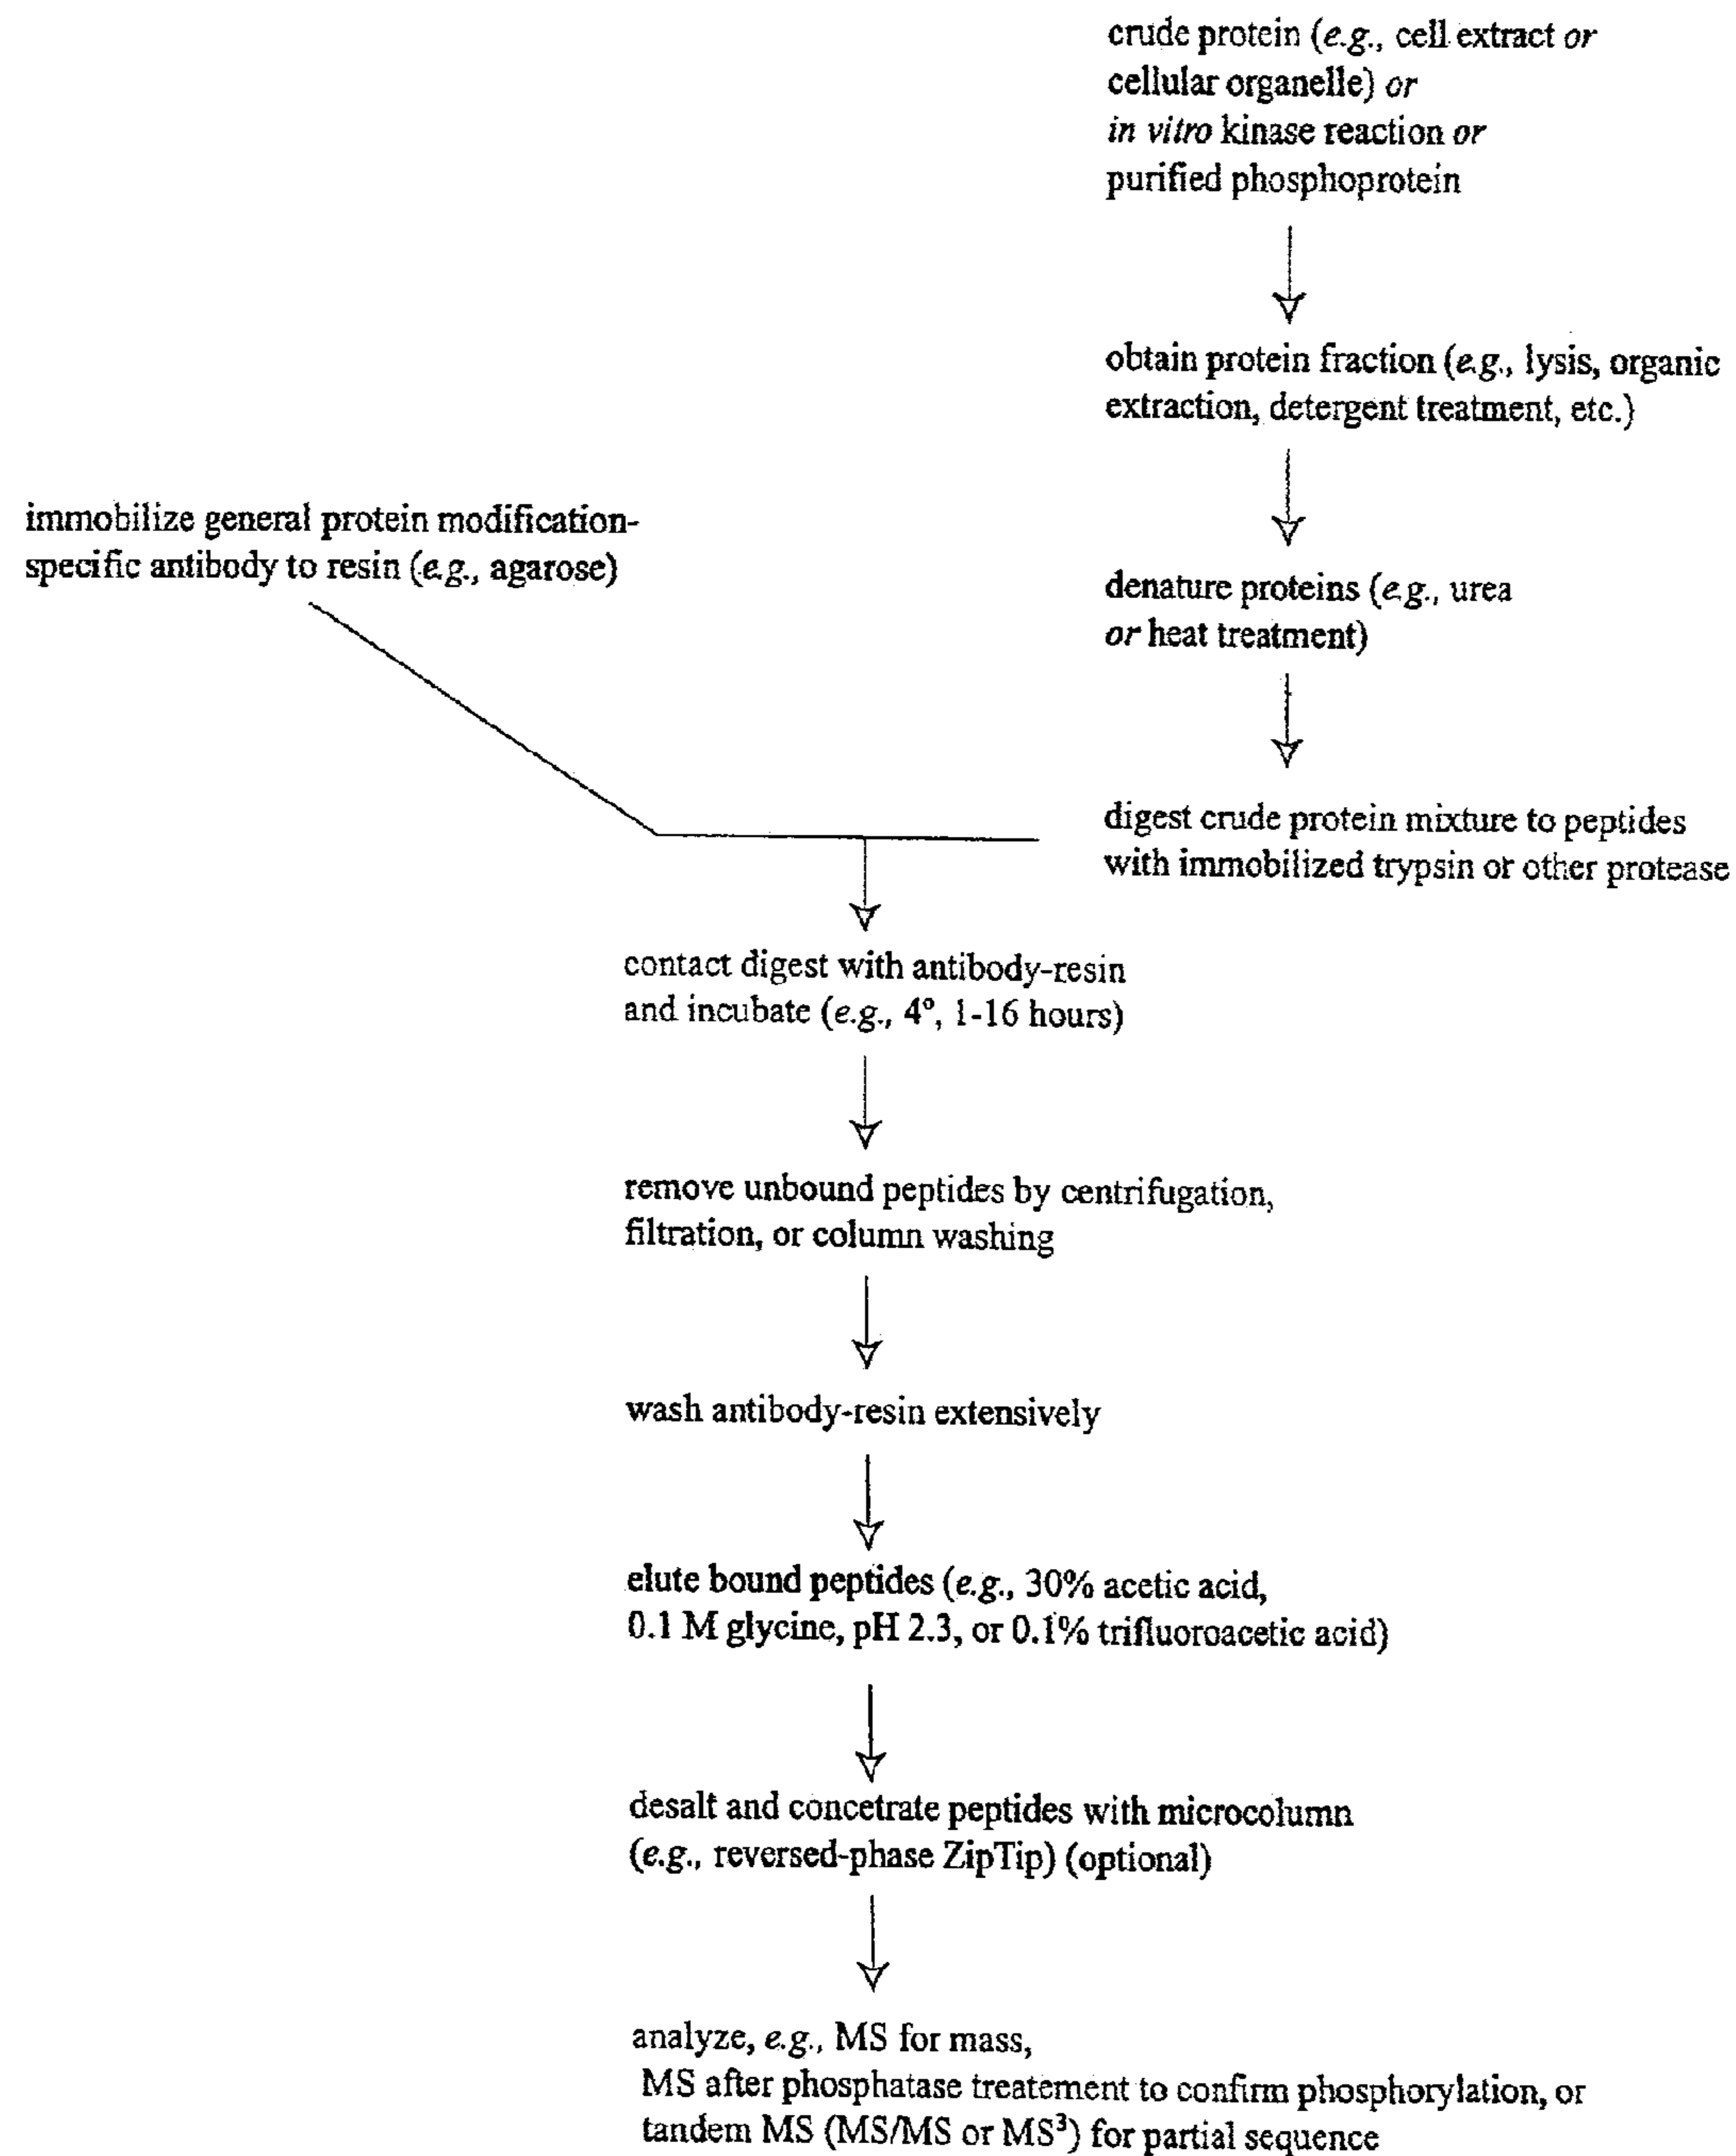 crude protein (e.g., cell extract or
cellular organelle) or
in vitro kinase reaction or
purified phosphoprotein
obtain protein fraction (e.g., lysis, organic
extraction, detergent treatment, etc.)
immobilize general protein modification-
specific antibody to resin (e.g., agarose)
denature proteins (e.g., urea
or heat treatment)
digest crude protein mixture to peptides
with immobilized trypsin or other protease
contact digest with antibody-resin
and incubate (e.g., 4°, 1-16 hours)
remove unbound peptides by centrifugation,
filtration, or column washing
wash antibody-resin extensively
elute bound peptides (e.g., 30% acetic acid,
0.1 M glycine, pH 2.3, or 0.1% trifluoroacetic acid)
desalt and concetrate peptides with microcolumn
(e.g., reversed-phase ZipTip) (optional)
analyze, e.g., MS for mass,
MS after phosphatase treatement to confirm phosphorylation, or
tandem MS (MS/MS or MS³) for partial sequence